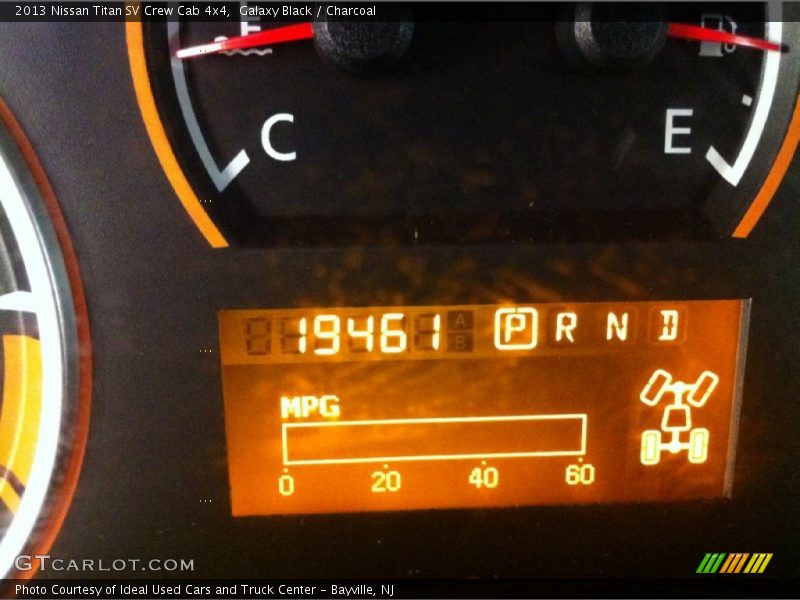 2013 Nissan Titan SV Crew Cab 4x4, Galaxy Black / Charcoal
C E
19461 A P R N D
B
MPG
0 20 40 60
GTCARLOT.COM
Photo Courtesy of Ideal Used Cars and Truck Center - Bayville, NJ